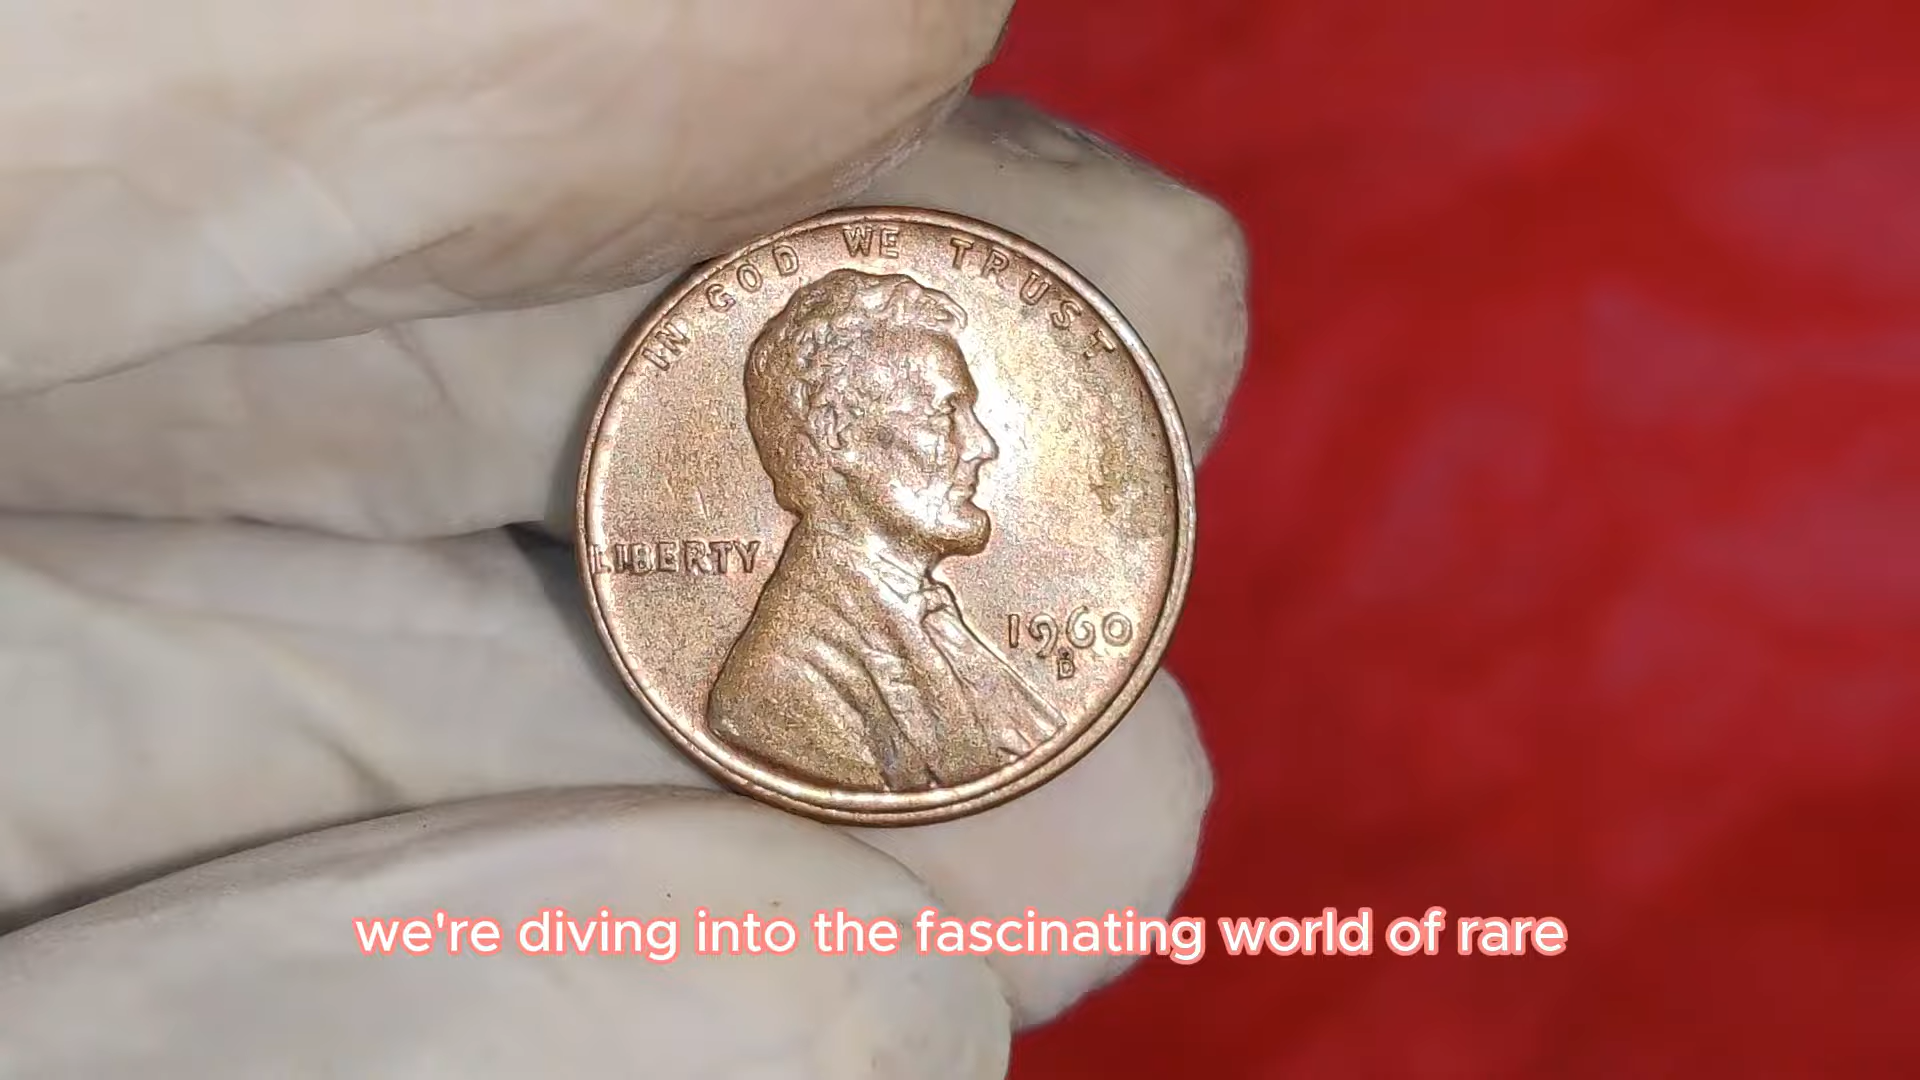 IN GOD WE TRUST
LIBERTY
1960
D
we're diving into the fascinating world of rare